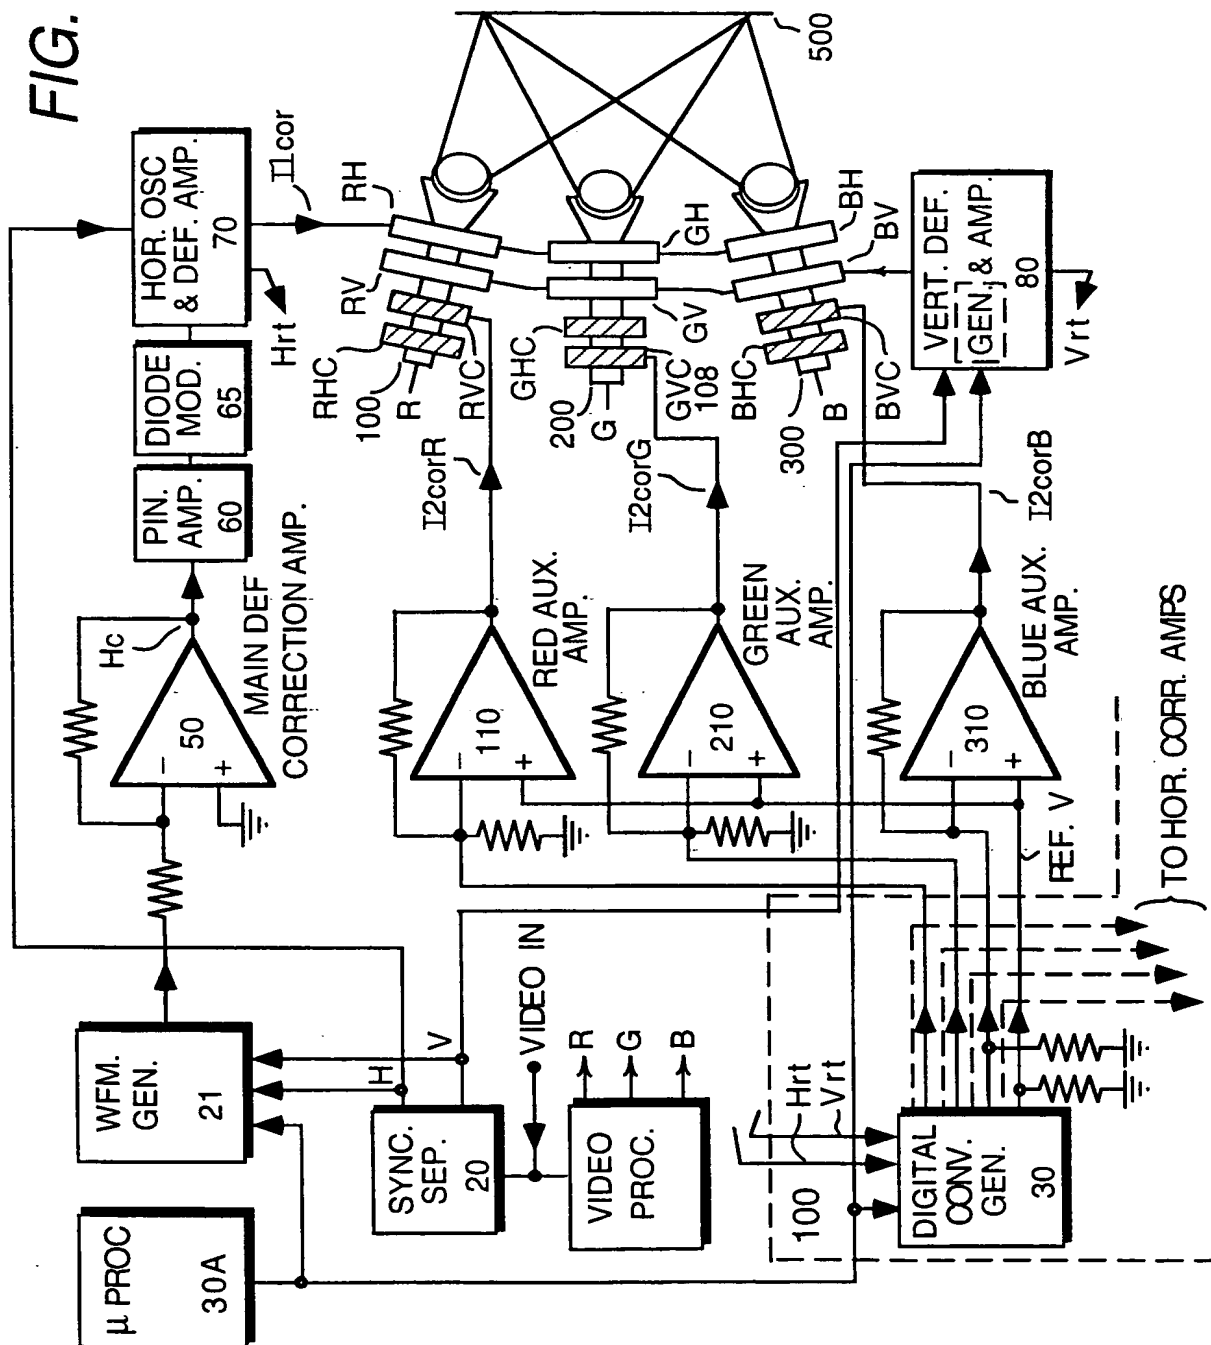 FIG.
HOR. OSC
& DEF. AMP.
70
I1cor
Hrt
DIODE
MOD.
65
PIN.
AMP.
60
Hc
MAIN DEF
CORRECTION AMP.
50
-
+
WFM.
GEN.
21
μ PROC
30A
H
V
SYNC.
SEP.
20
VIDEO IN
VIDEO
PROC.
R
G
B
RH
RV
RHC
RVC
100
R
GH
GV
GHC
GVC
108
200
G
BH
BV
BHC
BVC
300
B
500
I2corR
RED AUX.
AMP.
110
-
+
I2corG
GREEN
AUX.
AMP.
210
-
+
I2corB
BLUE AUX.
AMP.
310
-
+
VERT. DEF.
GEN. & AMP.
80
Vrt
REF. V
TO HOR. CORR. AMPS
Hrt
Vrt
100
DIGITAL
CONV.
GEN.
30